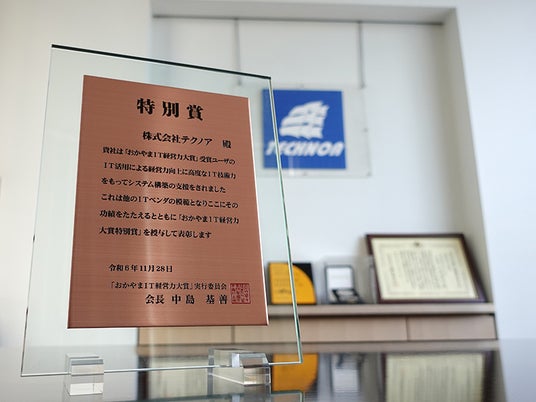 特別賞
株式会社テクノア 殿
貴社は「おかやまIT経営力大賞」受賞ユーザの
IT活用による経営力向上に高度なIT技術力
をもってシステム構築の支援をされました
これは他のITベンダの模範となりここにその
功績をたたえるとともに「おかやまIT経営力
大賞特別賞」を授与して表彰します
令和6年11月28日
「おかやまIT経営力大賞」実行委員会
会長 中島 基善
TECHNOA